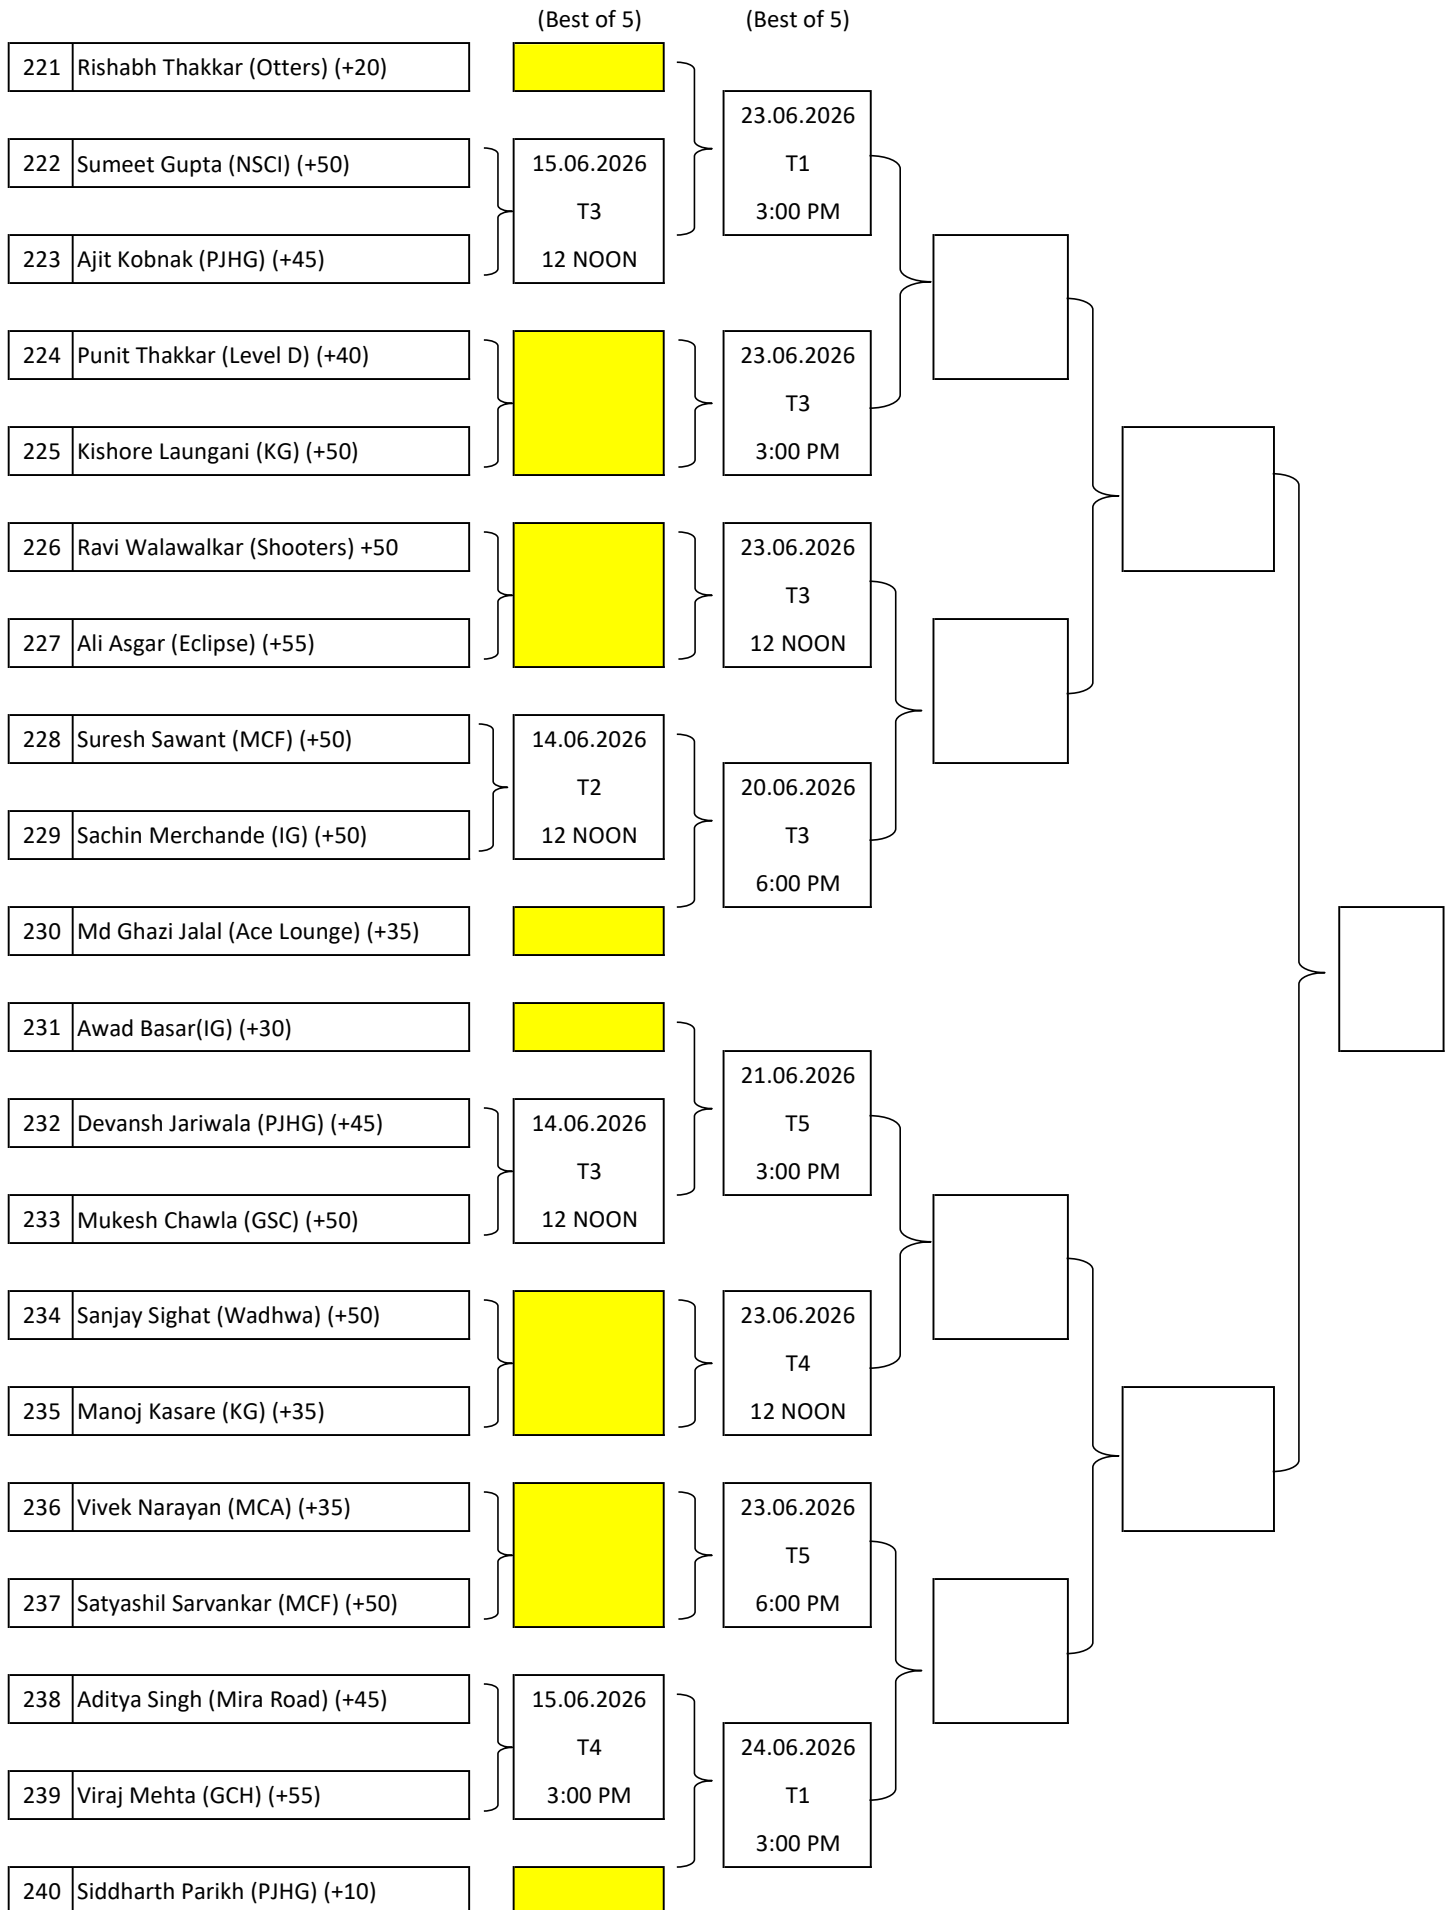 (Best of 5) (Best of 5)
221 Rishabh Thakkar (Otters) (+20)
23.06.2026
222 Sumeet Gupta (NSCI) (+50) 15.06.2026 T1
T3 3:00 PM
223 Ajit Kobnak (PJHG) (+45) 12 NOON
224 Punit Thakkar (Level D) (+40) 23.06.2026
T3
225 Kishore Laungani (KG) (+50) 3:00 PM
226 Ravi Walawalkar (Shooters) +50 23.06.2026
T3
227 Ali Asgar (Eclipse) (+55) 12 NOON
228 Suresh Sawant (MCF) (+50) 14.06.2026
T2 20.06.2026
229 Sachin Merchande (IG) (+50) 12 NOON T3
6:00 PM
230 Md Ghazi Jalal (Ace Lounge) (+35)
231 Awad Basar(IG) (+30)
21.06.2026
232 Devansh Jariwala (PJHG) (+45) 14.06.2026 T5
T3 3:00 PM
233 Mukesh Chawla (GSC) (+50) 12 NOON
234 Sanjay Sighat (Wadhwa) (+50) 23.06.2026
T4
235 Manoj Kasare (KG) (+35) 12 NOON
236 Vivek Narayan (MCA) (+35) 23.06.2026
T5
237 Satyashil Sarvankar (MCF) (+50) 6:00 PM
238 Aditya Singh (Mira Road) (+45) 15.06.2026
T4 24.06.2026
239 Viraj Mehta (GCH) (+55) 3:00 PM T1
3:00 PM
240 Siddharth Parikh (PJHG) (+10)